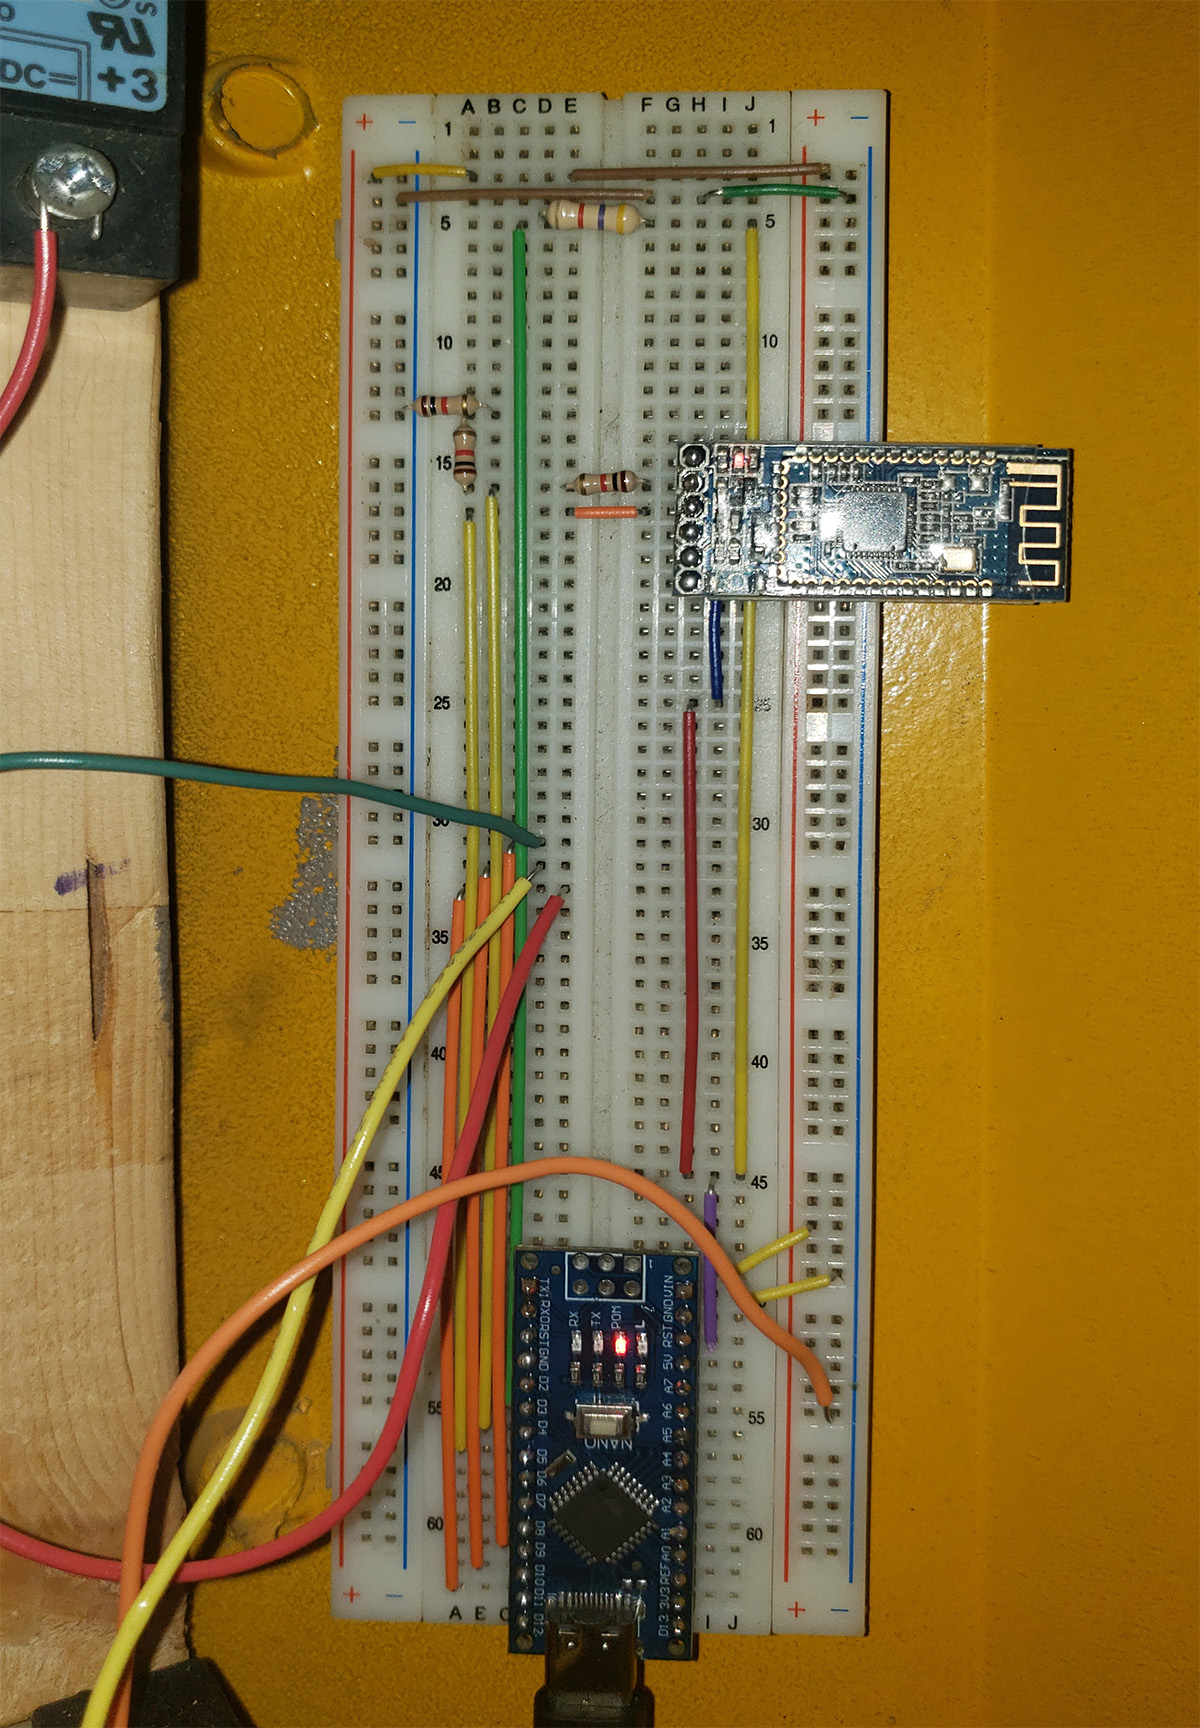 DC
+3
A B C D E F G H I J
+ − + −
1 1
5 5
10 10
15
20
25
30 30
35 35
40 40
45 45
55 55
60 60
TX1 RX0 RST GND D2 D3 D4 D5 D6 D7 D8 D9 D10 D11 D12
RX TX POW L
1
VIN GND RST 5V A7 A6 A5 A4 A3 A2 A1 A0 REF 3V3 D13
NANO
+ − + −
A I J